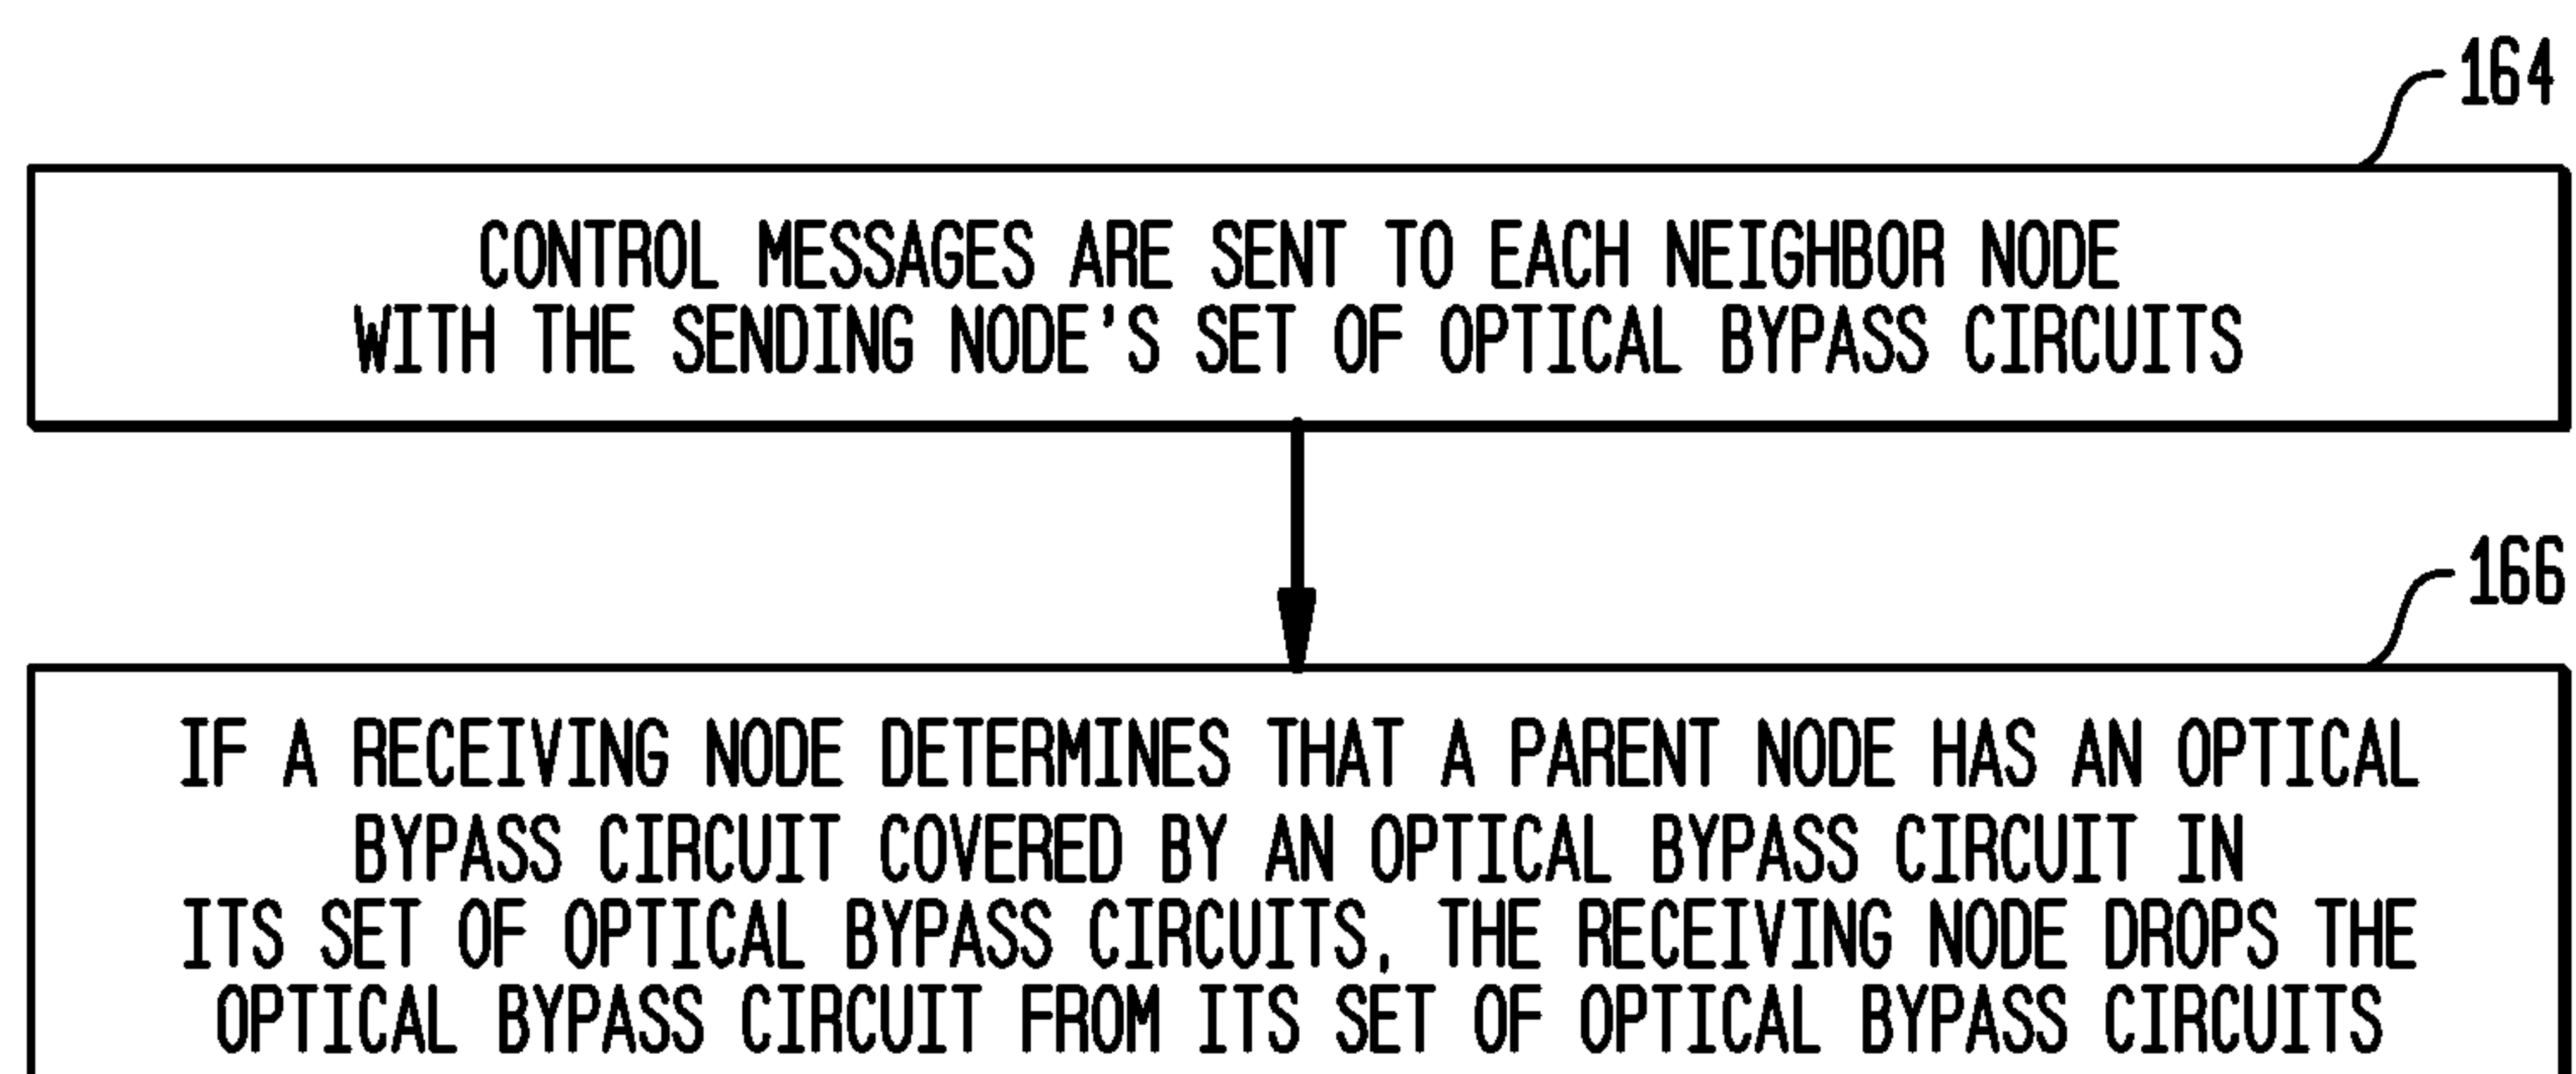 164
CONTROL MESSAGES ARE SENT TO EACH NEIGHBOR NODE
WITH THE SENDING NODE'S SET OF OPTICAL BYPASS CIRCUITS
166
IF A RECEIVING NODE DETERMINES THAT A PARENT NODE HAS AN OPTICAL
BYPASS CIRCUIT COVERED BY AN OPTICAL BYPASS CIRCUIT IN
ITS SET OF OPTICAL BYPASS CIRCUITS, THE RECEIVING NODE DROPS THE
OPTICAL BYPASS CIRCUIT FROM ITS SET OF OPTICAL BYPASS CIRCUITS